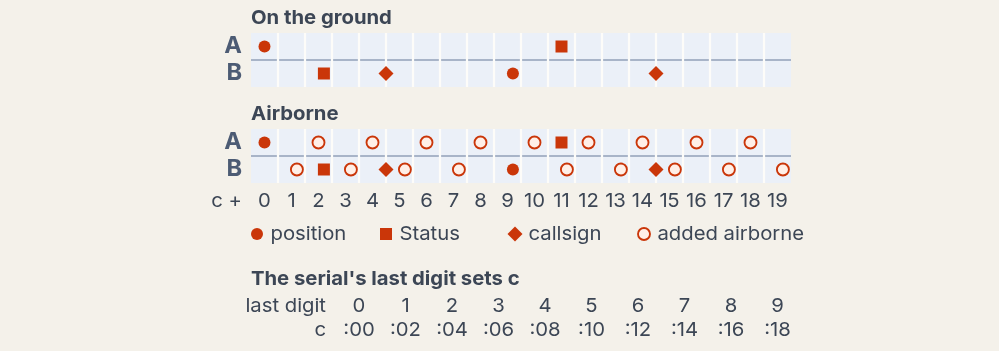 On the ground
A
B
Airborne
A
B
c + 0 1 2 3 4 5 6 7 8 9 10 11 12 13 14 15 16 17 18 19
position Status callsign added airborne
The serial's last digit sets c
last digit 0 1 2 3 4 5 6 7 8 9
c :00 :02 :04 :06 :08 :10 :12 :14 :16 :18